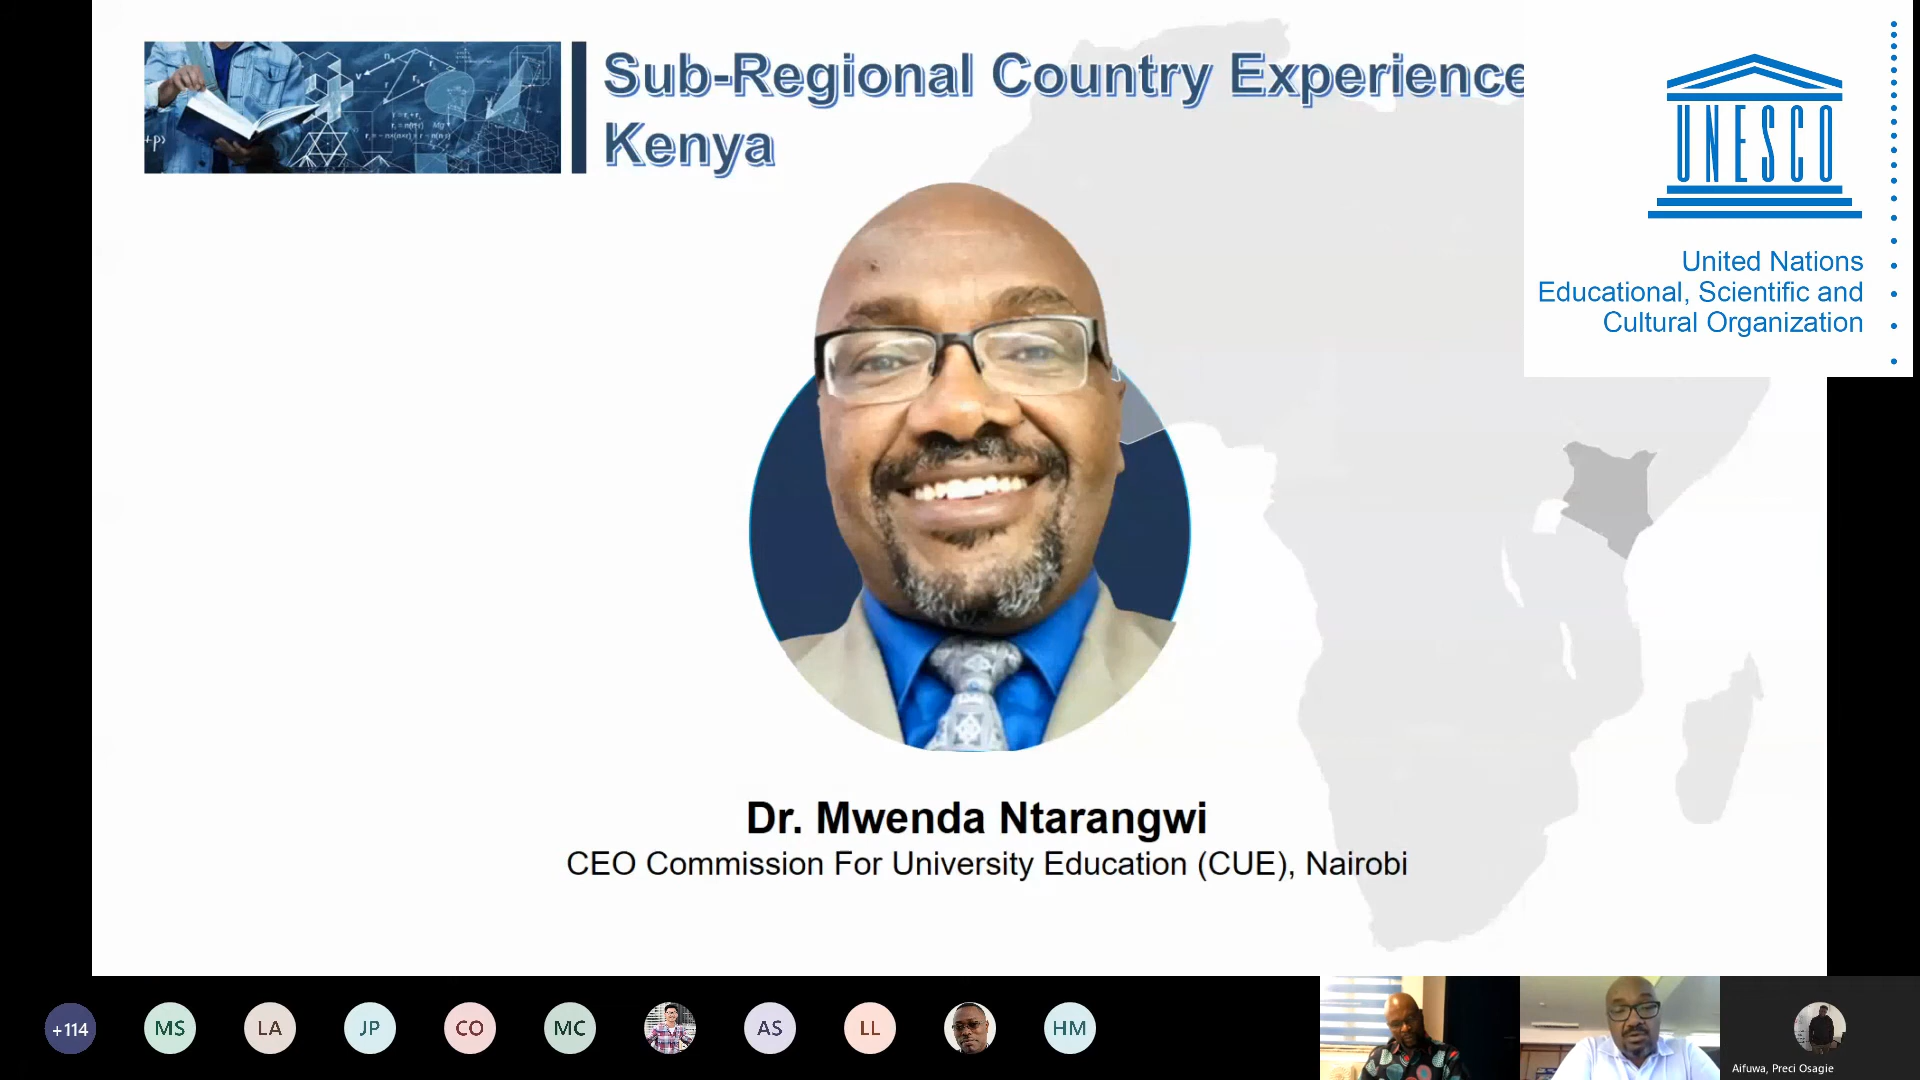 Sub-Regional Country Experience
Kenya
UNESCO
United Nations
Educational, Scientific and
Cultural Organization
Dr. Mwenda Ntarangwi
CEO Commission For University Education (CUE), Nairobi
+114
MS
LA
JP
CO
MC
AS
LL
HM
Aifuwa, Preci Osagie